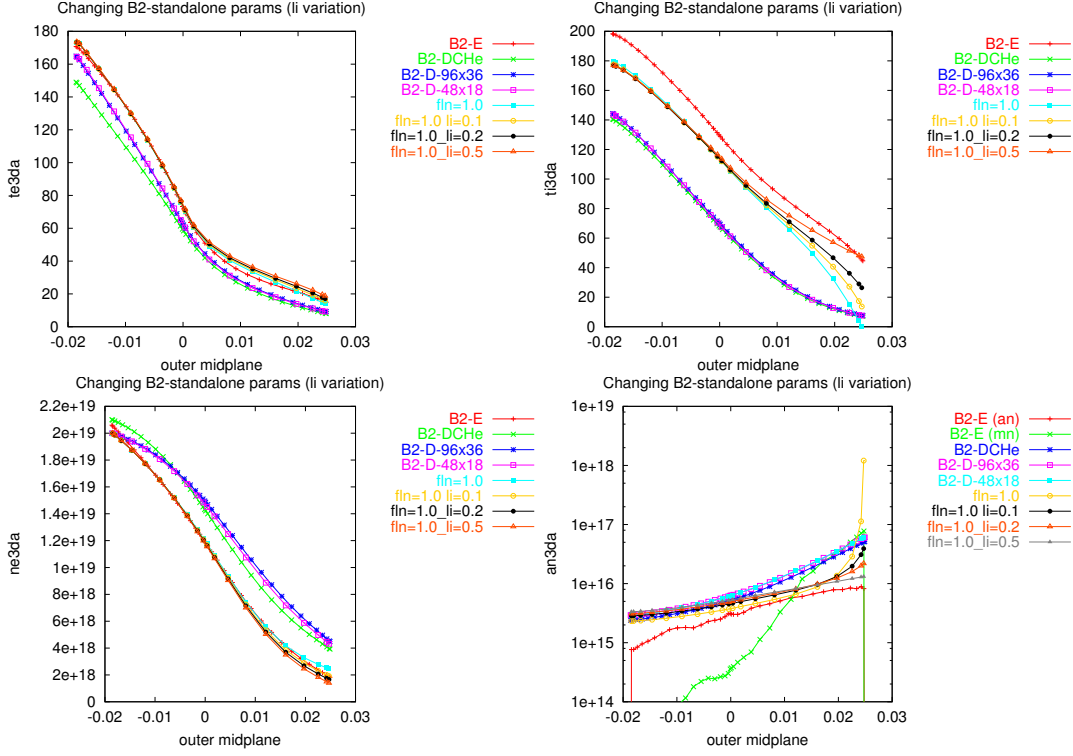 Changing B2-standalone params (li variation)
180
160
140
120
100
80
60
40
20
0
-0.02
-0.01
0
0.01
0.02
0.03
te3da
outer midplane
B2-E
B2-DCHe
B2-D-96x36
B2-D-48x18
fln=1.0
fln=1.0 li=0.1
fln=1.0_li=0.2
fln=1.0_li=0.5
Changing B2-standalone params (li variation)
200
180
160
140
120
100
80
60
40
20
0
-0.02
-0.01
0
0.01
0.02
0.03
ti3da
outer midplane
B2-E
B2-DCHe
B2-D-96x36
B2-D-48x18
fln=1.0
fln=1.0 li=0.1
fln=1.0_li=0.2
fln=1.0_li=0.5
Changing B2-standalone params (li variation)
2.2e+19
2e+19
1.8e+19
1.6e+19
1.4e+19
1.2e+19
1e+19
8e+18
6e+18
4e+18
2e+18
0
-0.02
-0.01
0
0.01
0.02
0.03
ne3da
outer midplane
B2-E
B2-DCHe
B2-D-96x36
B2-D-48x18
fln=1.0
fln=1.0 li=0.1
fln=1.0_li=0.2
fln=1.0_li=0.5
Changing B2-standalone params (li variation)
1e+19
1e+18
1e+17
1e+16
1e+15
1e+14
-0.02
-0.01
0
0.01
0.02
0.03
an3da
outer midplane
B2-E (an)
B2-E (mn)
B2-DCHe
B2-D-96x36
B2-D-48x18
fln=1.0
fln=1.0 li=0.1
fln=1.0_li=0.2
fln=1.0_li=0.5